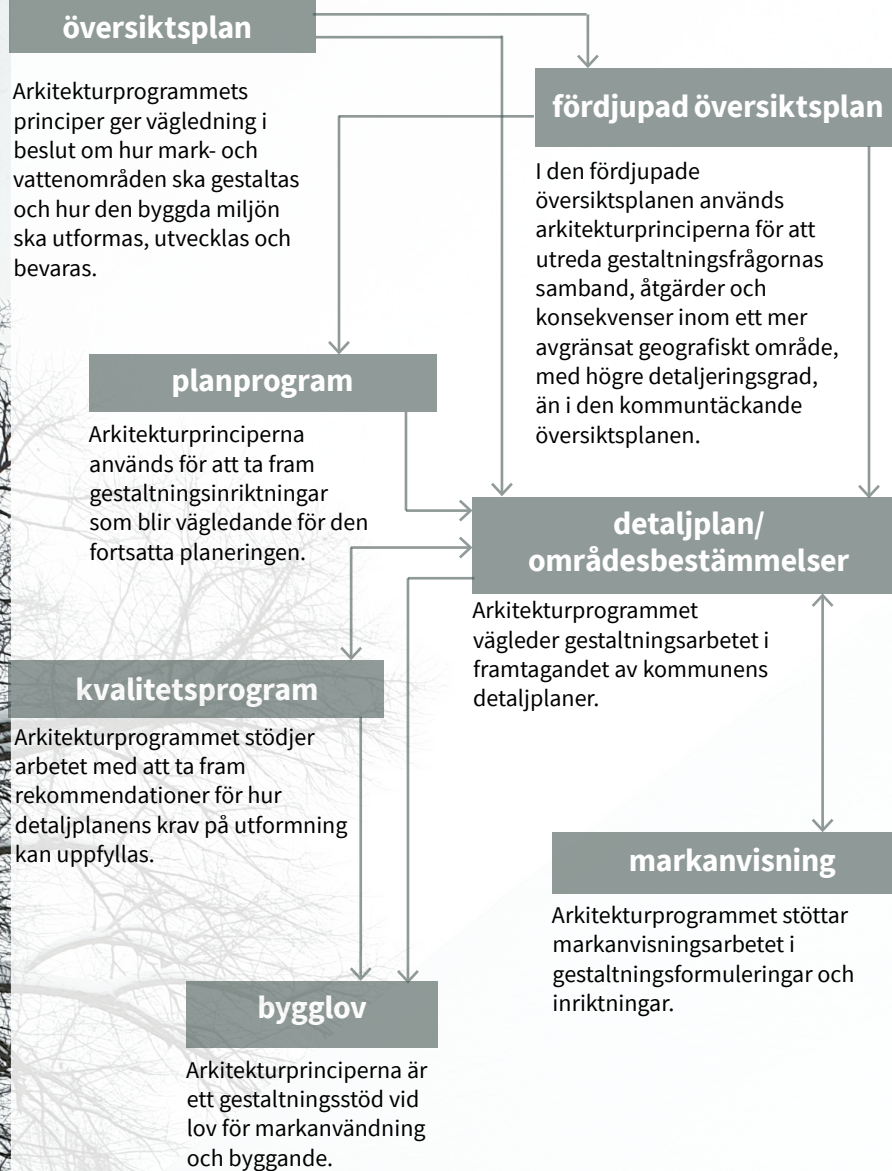 översiktsplan
Arkitekturprogrammets
principer ger vägledning i
beslut om hur mark- och
vattenområden ska gestaltas
och hur den byggda miljön
ska utformas, utvecklas och
bevaras.
fördjupad översiktsplan
I den fördjupade
översiktsplanen används
arkitekturprinciperna för att
utreda gestaltningsfrågornas
samband, åtgärder och
konsekvenser inom ett mer
avgränsat geografiskt område,
med högre detaljeringsgrad,
än i den kommuntäckande
översiktsplanen.
planprogram
Arkitekturprinciperna
används för att ta fram
gestaltningsinriktningar
som blir vägledande för den
fortsatta planeringen.
detaljplan/
områdesbestämmelser
Arkitekturprogrammet
vägleder gestaltningsarbetet i
framtagandet av kommunens
detaljplaner.
kvalitetsprogram
Arkitekturprogrammet stödjer
arbetet med att ta fram
rekommendationer för hur
detaljplanens krav på utformning
kan uppfyllas.
markanvisning
Arkitekturprogrammet stöttar
markanvisningsarbetet i
gestaltningsformuleringar och
inriktningar.
bygglov
Arkitekturprinciperna är
ett gestaltningsstöd vid
lov för markanvändning
och byggande.